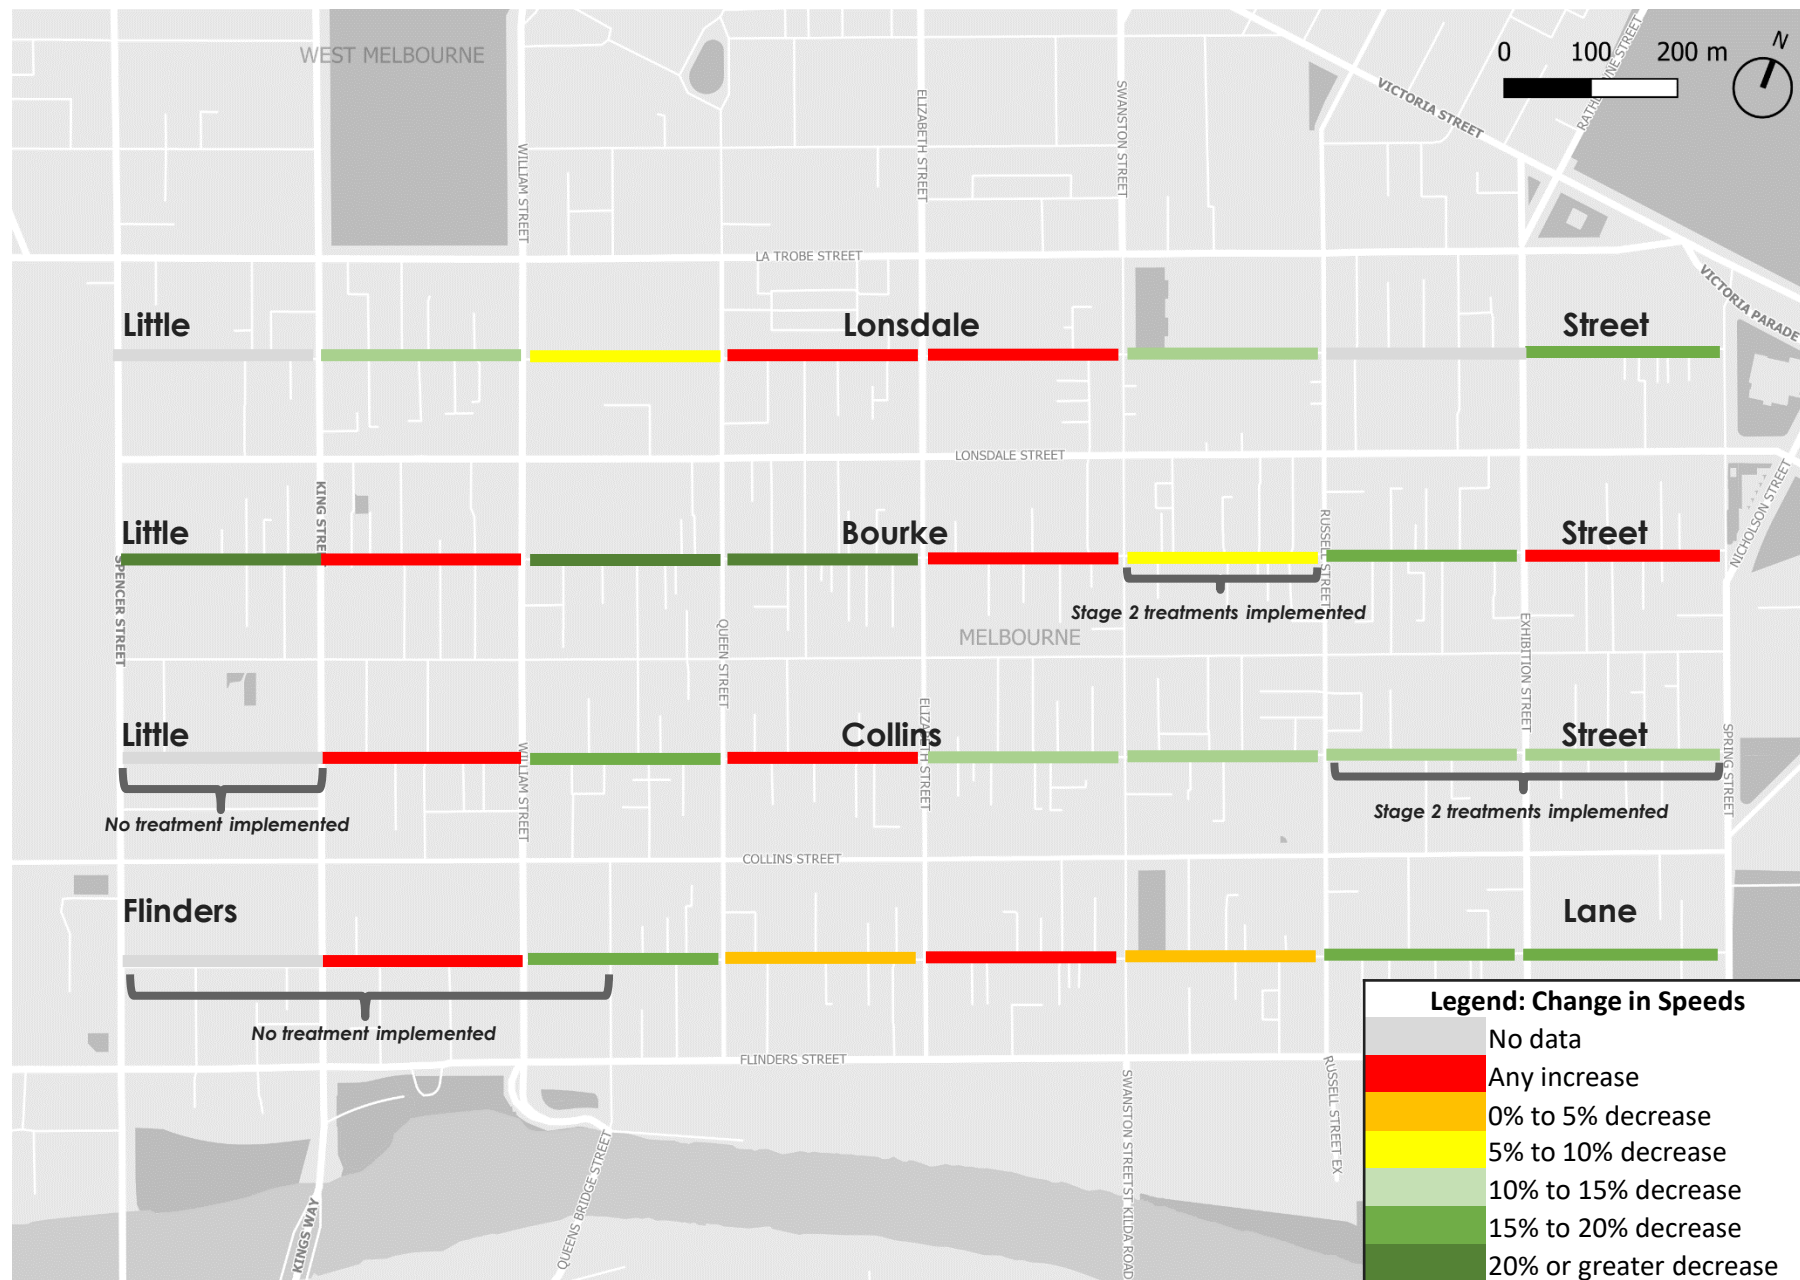 WEST MELBOURNE
0 100 200 m
N
RATHDOWNE STREET
VICTORIA STREET
ELIZABETH STREET
SWANSTON STREET
WILLIAM STREET
LA TROBE STREET
VICTORIA PARADE
Little Lonsdale Street
LONSDALE STREET
KING STREET
NICHOLSON STREET
Little Bourke Street
SPENCER STREET
RUSSELL STREET
Stage 2 treatments implemented
MELBOURNE
QUEEN STREET
EXHIBITION STREET
ELIZABETH STREET
Little Collins Street
WILLIAM STREET
SPRING STREET
No treatment implemented
Stage 2 treatments implemented
COLLINS STREET
Flinders Lane
No treatment implemented
FLINDERS STREET
SWANSTON STREET
ST KILDA ROAD
RUSSELL STREET EX
QUEENS BRIDGE STREET
KINGS WAY
Legend: Change in Speeds
No data
Any increase
0% to 5% decrease
5% to 10% decrease
10% to 15% decrease
15% to 20% decrease
20% or greater decrease